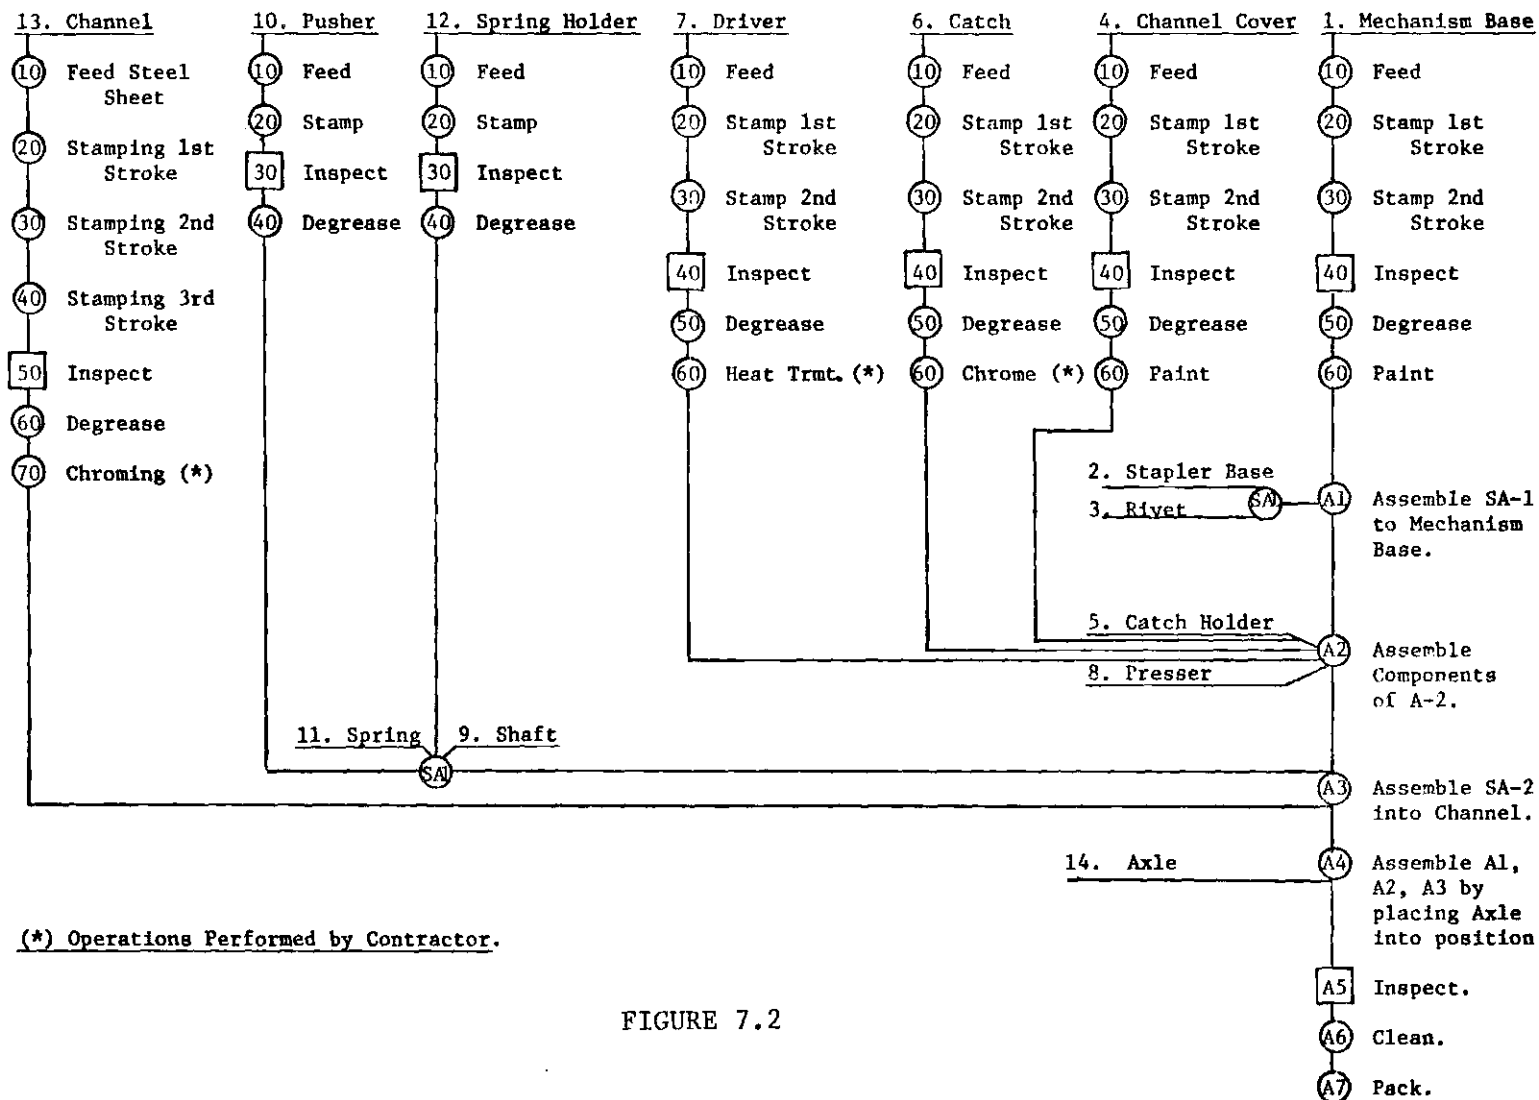 13. Channel
10 Feed Steel
Sheet
20 Stamping 1st
Stroke
30 Stamping 2nd
Stroke
40 Stamping 3rd
Stroke
50 Inspect
60 Degrease
70 Chroming (*)
10. Pusher
10 Feed
20 Stamp
30 Inspect
40 Degrease
12. Spring Holder
10 Feed
20 Stamp
30 Inspect
40 Degrease
11. Spring
9. Shaft
SA1
7. Driver
10 Feed
20 Stamp 1st
Stroke
30 Stamp 2nd
Stroke
40 Inspect
50 Degrease
60 Heat Trmt. (*)
6. Catch
10 Feed
20 Stamp 1st
Stroke
30 Stamp 2nd
Stroke
40 Inspect
50 Degrease
60 Chrome (*)
4. Channel Cover
10 Feed
20 Stamp 1st
Stroke
30 Stamp 2nd
Stroke
40 Inspect
50 Degrease
60 Paint
1. Mechanism Base
10 Feed
20 Stamp 1st
Stroke
30 Stamp 2nd
Stroke
40 Inspect
50 Degrease
60 Paint
2. Stapler Base
3. Rivet
SA1
A1 Assemble SA-1
to Mechanism
Base.
5. Catch Holder
8. Presser
A2 Assemble
Components
of A-2.
A3 Assemble SA-2
into Channel.
14. Axle
A4 Assemble A1,
A2, A3 by
placing Axle
into position
A5 Inspect.
A6 Clean.
A7 Pack.
(*) Operations Performed by Contractor.
FIGURE 7.2